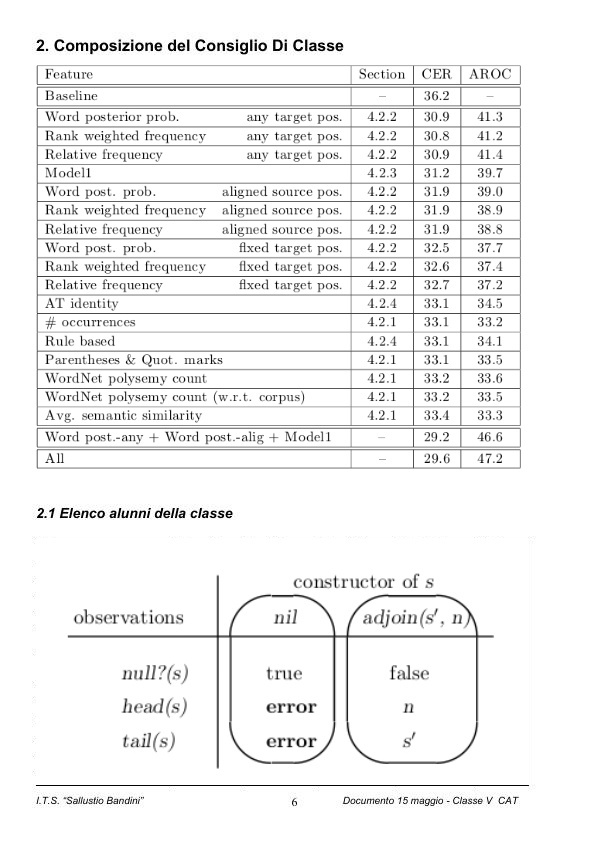 2. Composizione del Consiglio Di Classe
Feature Section CER AROC
Baseline – 36.2 –
Word posterior prob. any target pos. 4.2.2 30.9 41.3
Rank weighted frequency any target pos. 4.2.2 30.8 41.2
Relative frequency any target pos. 4.2.2 30.9 41.4
Model1 4.2.3 31.2 39.7
Word post. prob. aligned source pos. 4.2.2 31.9 39.0
Rank weighted frequency aligned source pos. 4.2.2 31.9 38.9
Relative frequency aligned source pos. 4.2.2 31.9 38.8
Word post. prob. fixed target pos. 4.2.2 32.5 37.7
Rank weighted frequency fixed target pos. 4.2.2 32.6 37.4
Relative frequency fixed target pos. 4.2.2 32.7 37.2
AT identity 4.2.4 33.1 34.5
# occurrences 4.2.1 33.1 33.2
Rule based 4.2.4 33.1 34.1
Parentheses & Quot. marks 4.2.1 33.1 33.5
WordNet polysemy count 4.2.1 33.2 33.6
WordNet polysemy count (w.r.t. corpus) 4.2.1 33.2 33.5
Avg. semantic similarity 4.2.1 33.4 33.3
Word post.-any + Word post.-alig + Model1 – 29.2 46.6
All – 29.6 47.2
2.1 Elenco alunni della classe
constructor of s
observations nil adjoin(s′, n)
null?(s) true false
head(s) error n
tail(s) error s′
I.T.S. “Sallustio Bandini” 6 Documento 15 maggio - Classe V CAT